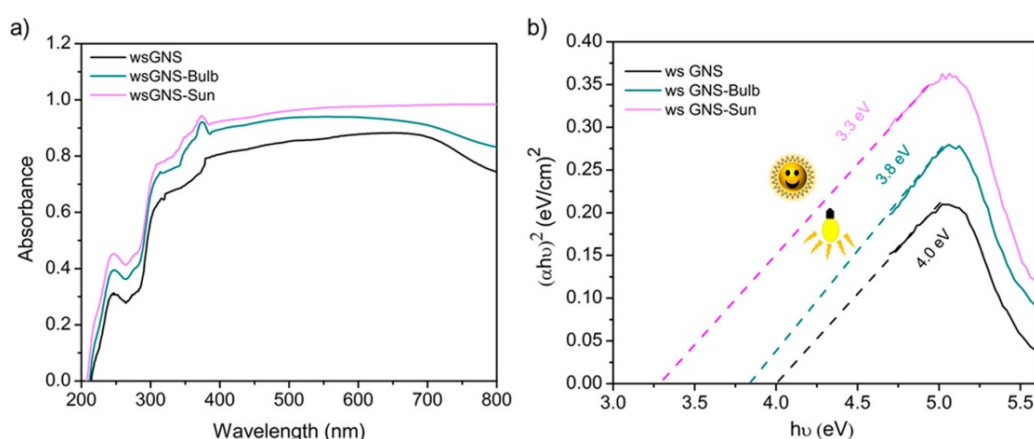 a)
1.2
1.0
0.8
0.6
0.4
0.2
0.0
Absorbance
wsGNS
wsGNS-Bulb
wsGNS-Sun
200 300 400 500 600 700 800
Wavelength (nm)
b)
0.40
0.35
0.30
0.25
0.20
0.15
0.10
0.05
0.00
(αhυ)² (eV/cm)²
ws GNS
ws GNS-Bulb
ws GNS-Sun
3.3 eV
3.8 eV
4.0 eV
3.0 3.5 4.0 4.5 5.0 5.5
hυ (eV)